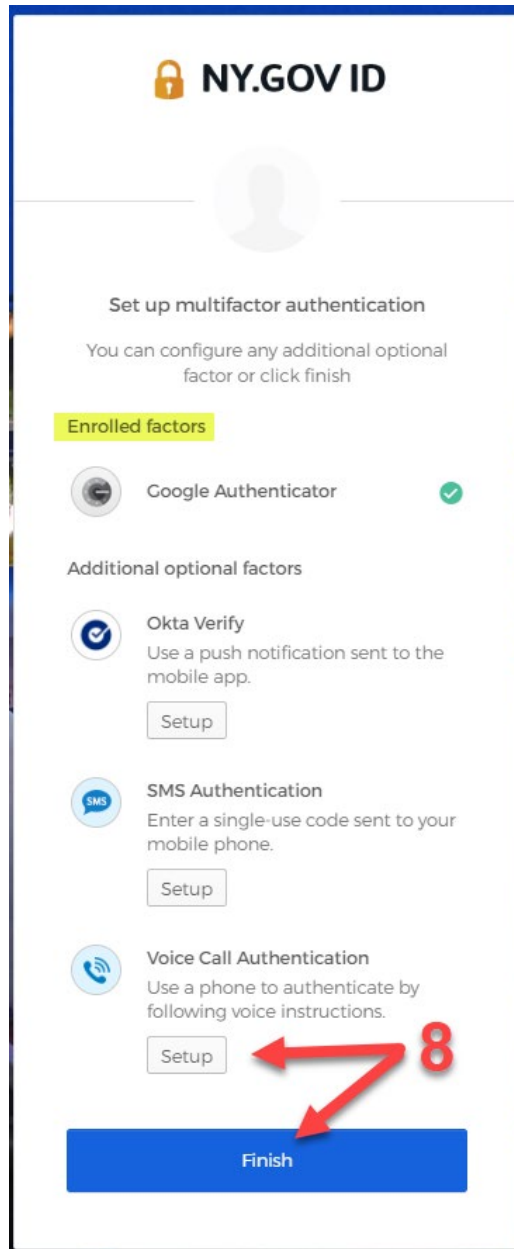 NY.GOV ID
Set up multifactor authentication
You can configure any additional optional
factor or click finish
Enrolled factors
Google Authenticator
Additional optional factors
Okta Verify
Use a push notification sent to the
mobile app.
Setup
SMS
SMS Authentication
Enter a single-use code sent to your
mobile phone.
Setup
Voice Call Authentication
Use a phone to authenticate by
following voice instructions.
Setup
8
Finish